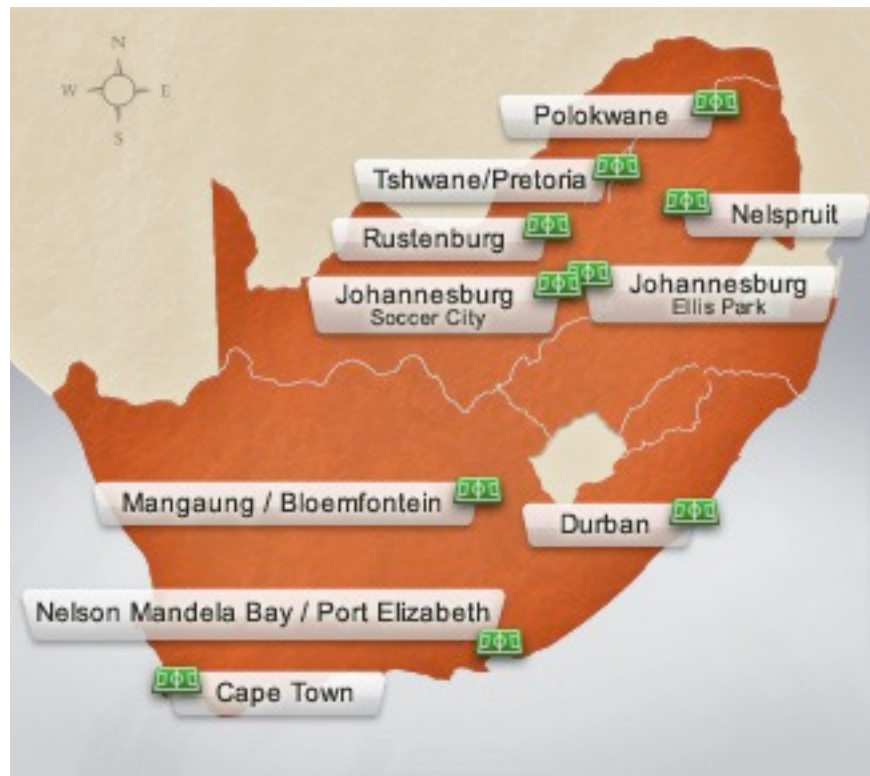 N
W E
S
Polokwane
Tshwane/Pretoria
Nelspruit
Rustenburg
Johannesburg
Soccer City
Johannesburg
Ellis Park
Mangaung / Bloemfontein
Durban
Nelson Mandela Bay / Port Elizabeth
Cape Town